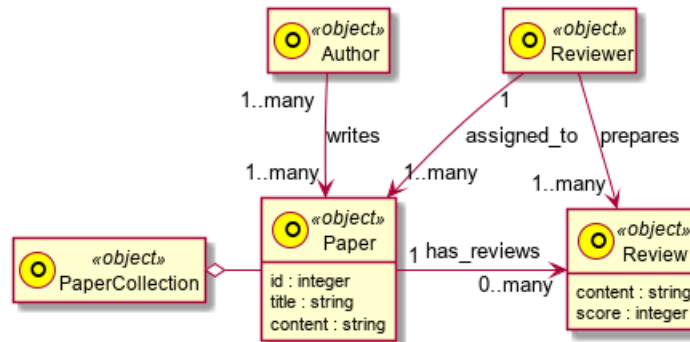 «object»
Author
«object»
Reviewer
1..many
1
writes
assigned_to
prepares
1..many
1..many
1..many
«object»
PaperCollection
«object»
Paper
id : integer
title : string
content : string
1
has_reviews
0..many
«object»
Review
content : string
score : integer